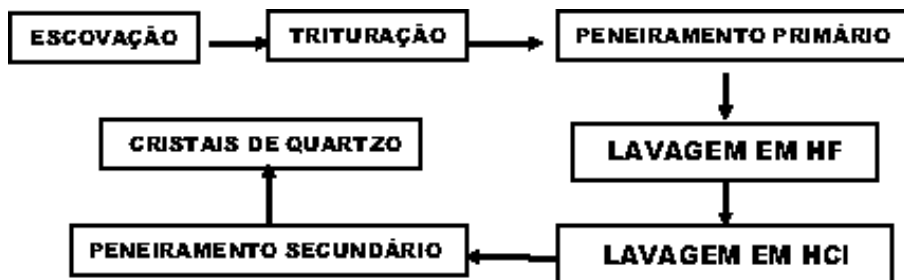 ESCOVAÇÃO
TRITURAÇÃO
PENEIRAMENTO PRIMÁRIO
LAVAGEM EM HF
LAVAGEM EM HCl
PENEIRAMENTO SECUNDÁRIO
CRISTAIS DE QUARTZO